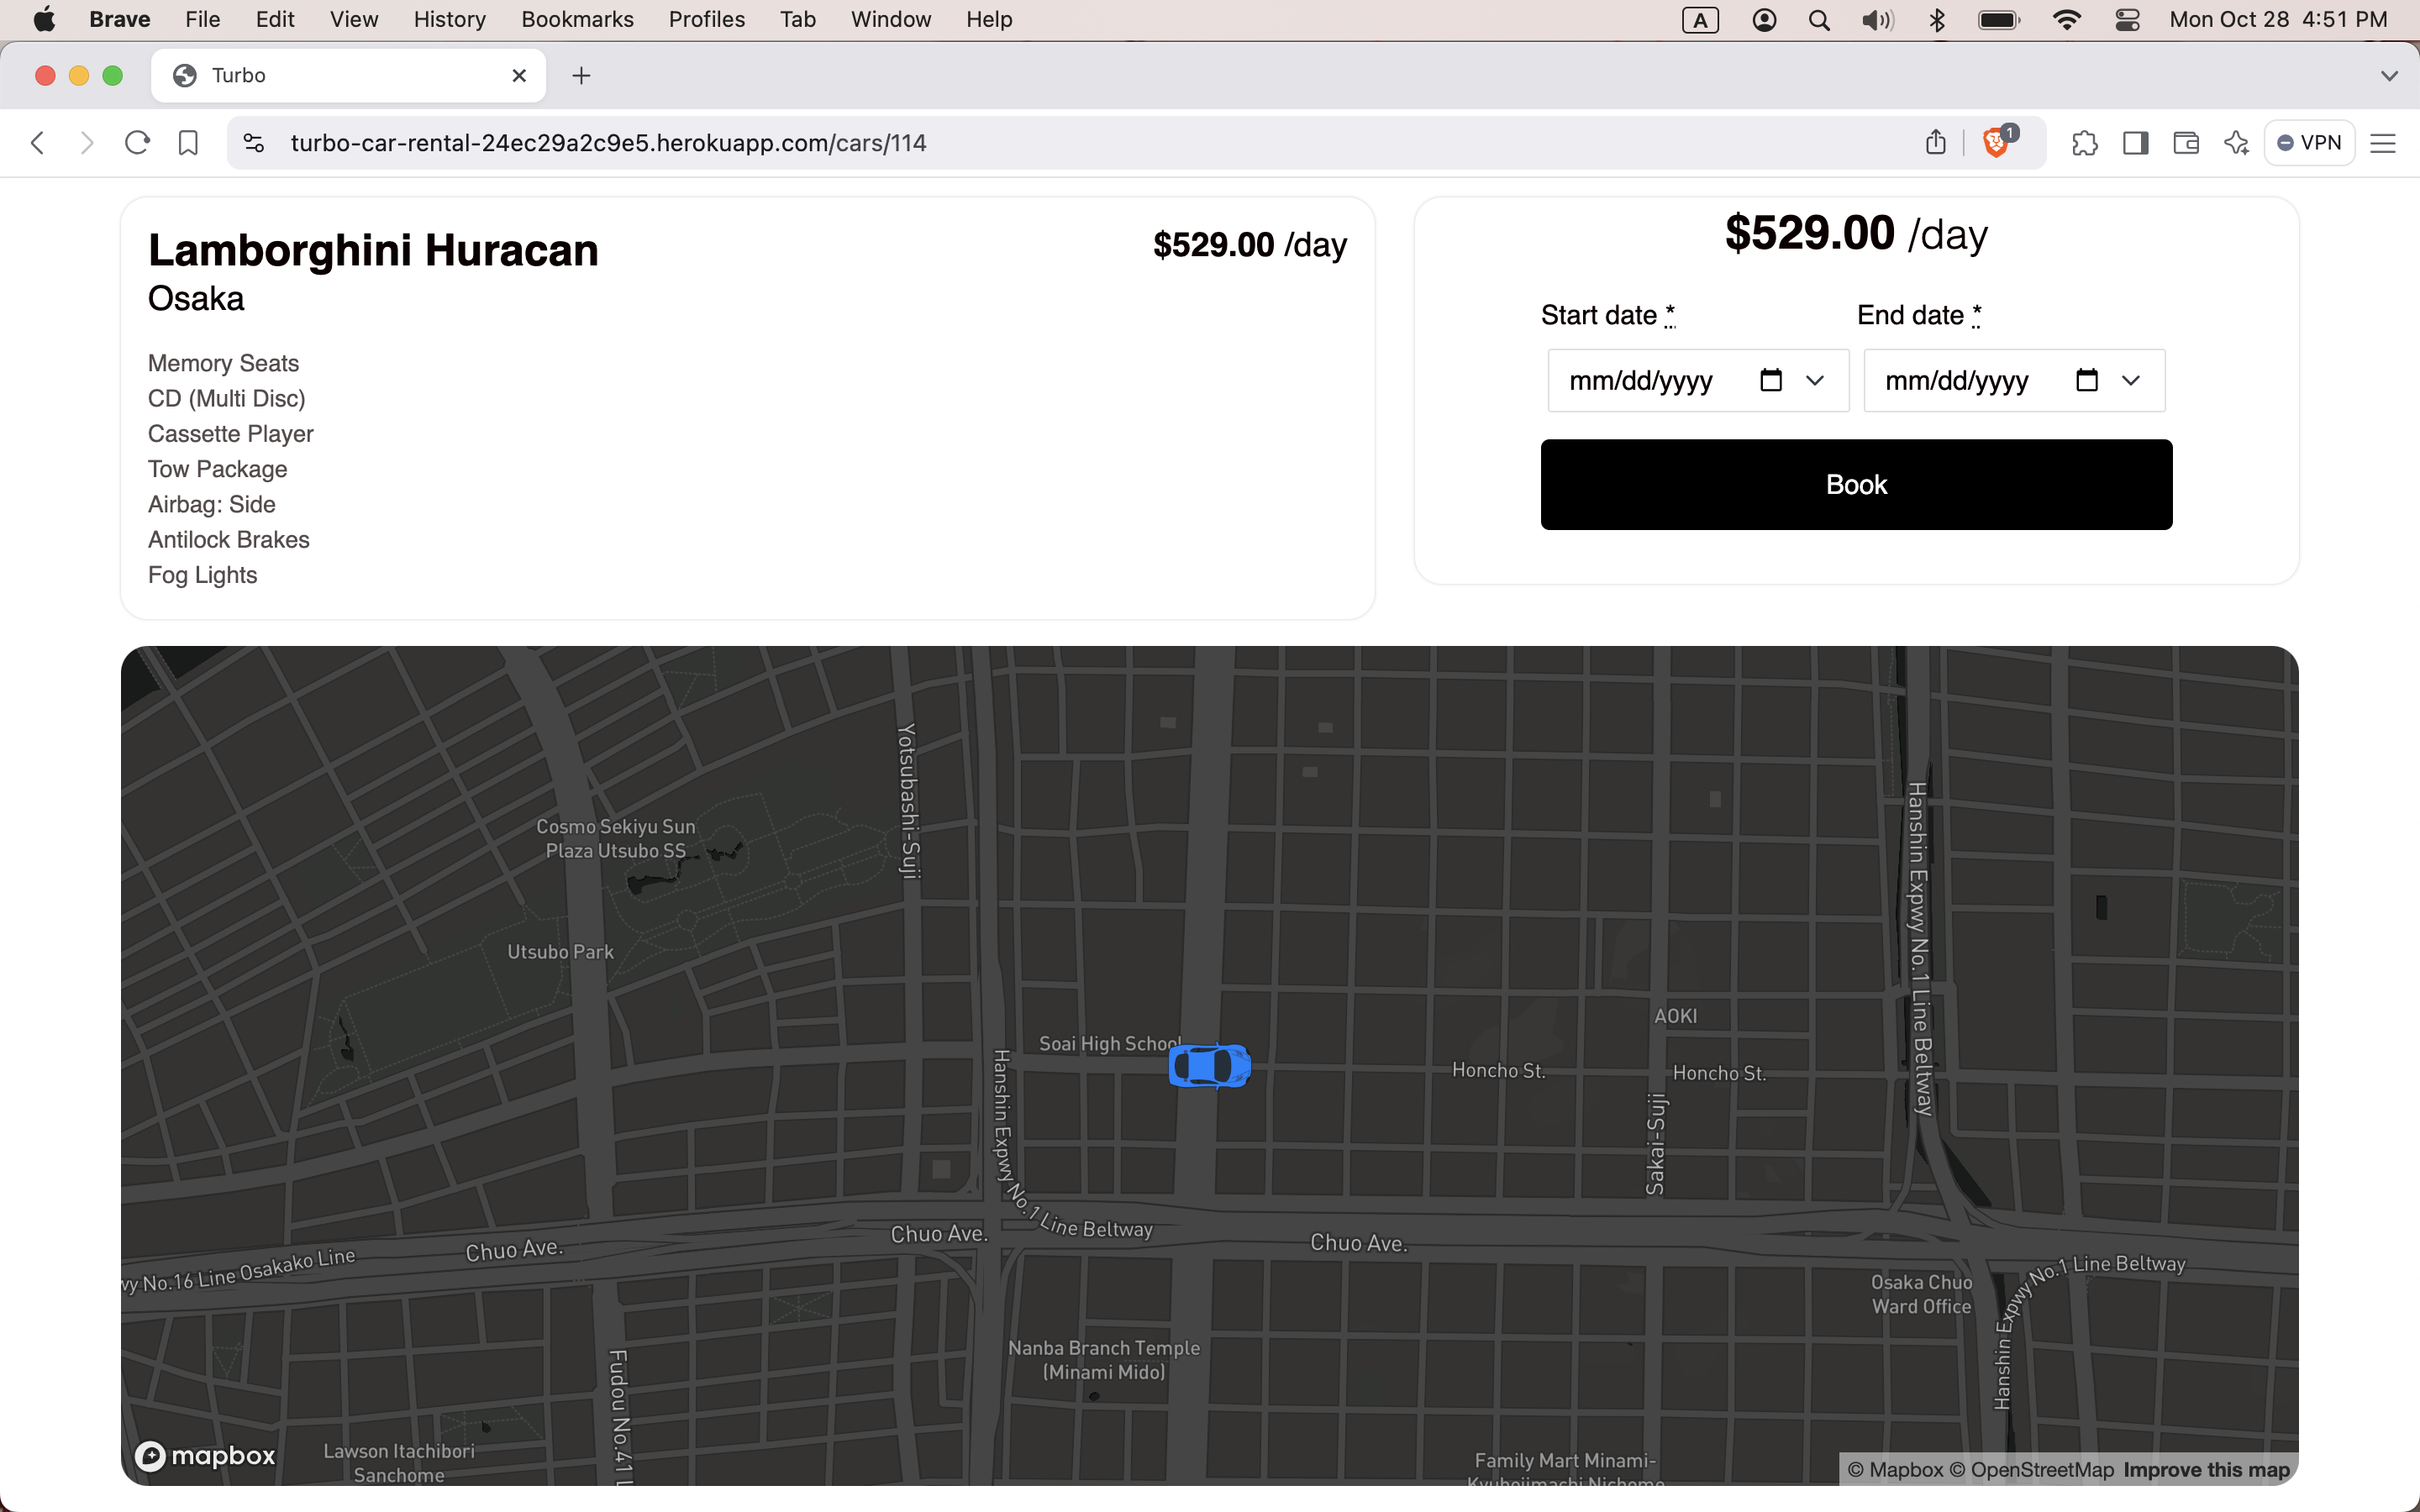 Brave File Edit View History Bookmarks Profiles Tab Window Help A Mon Oct 28 4:51 PM
Turbo
turbo-car-rental-24ec29a2c9e5.herokuapp.com/cars/114 1 VPN
Lamborghini Huracan $529.00 /day
Osaka
Memory Seats
CD (Multi Disc)
Cassette Player
Tow Package
Airbag: Side
Antilock Brakes
Fog Lights
$529.00 /day
Start date * End date *
mm/dd/yyyy mm/dd/yyyy
Book
Yotsubashi-Suji
Cosmo Sekiyu Sun
Plaza Utsubo SS
Hanshin Expwy No.1 Line Beltway
Utsubo Park
AOKI
Soai High School
Honcho St.
Honcho St.
Hanshin Expwy No.1 Line Beltway
Sakai-Suji
Chuo Ave.
Chuo Ave.
Chuo Ave.
wy No.16 Line Osakako Line
Hanshin Expwy No.1 Line Beltway
Osaka Chuo
Ward Office
Nanba Branch Temple
(Minami Mido)
Fudou No.41 L
Lawson Itachibori
Sanchome
Family Mart Minami-
Kyuhojimachi Nichome
mapbox
© Mapbox © OpenStreetMap Improve this map